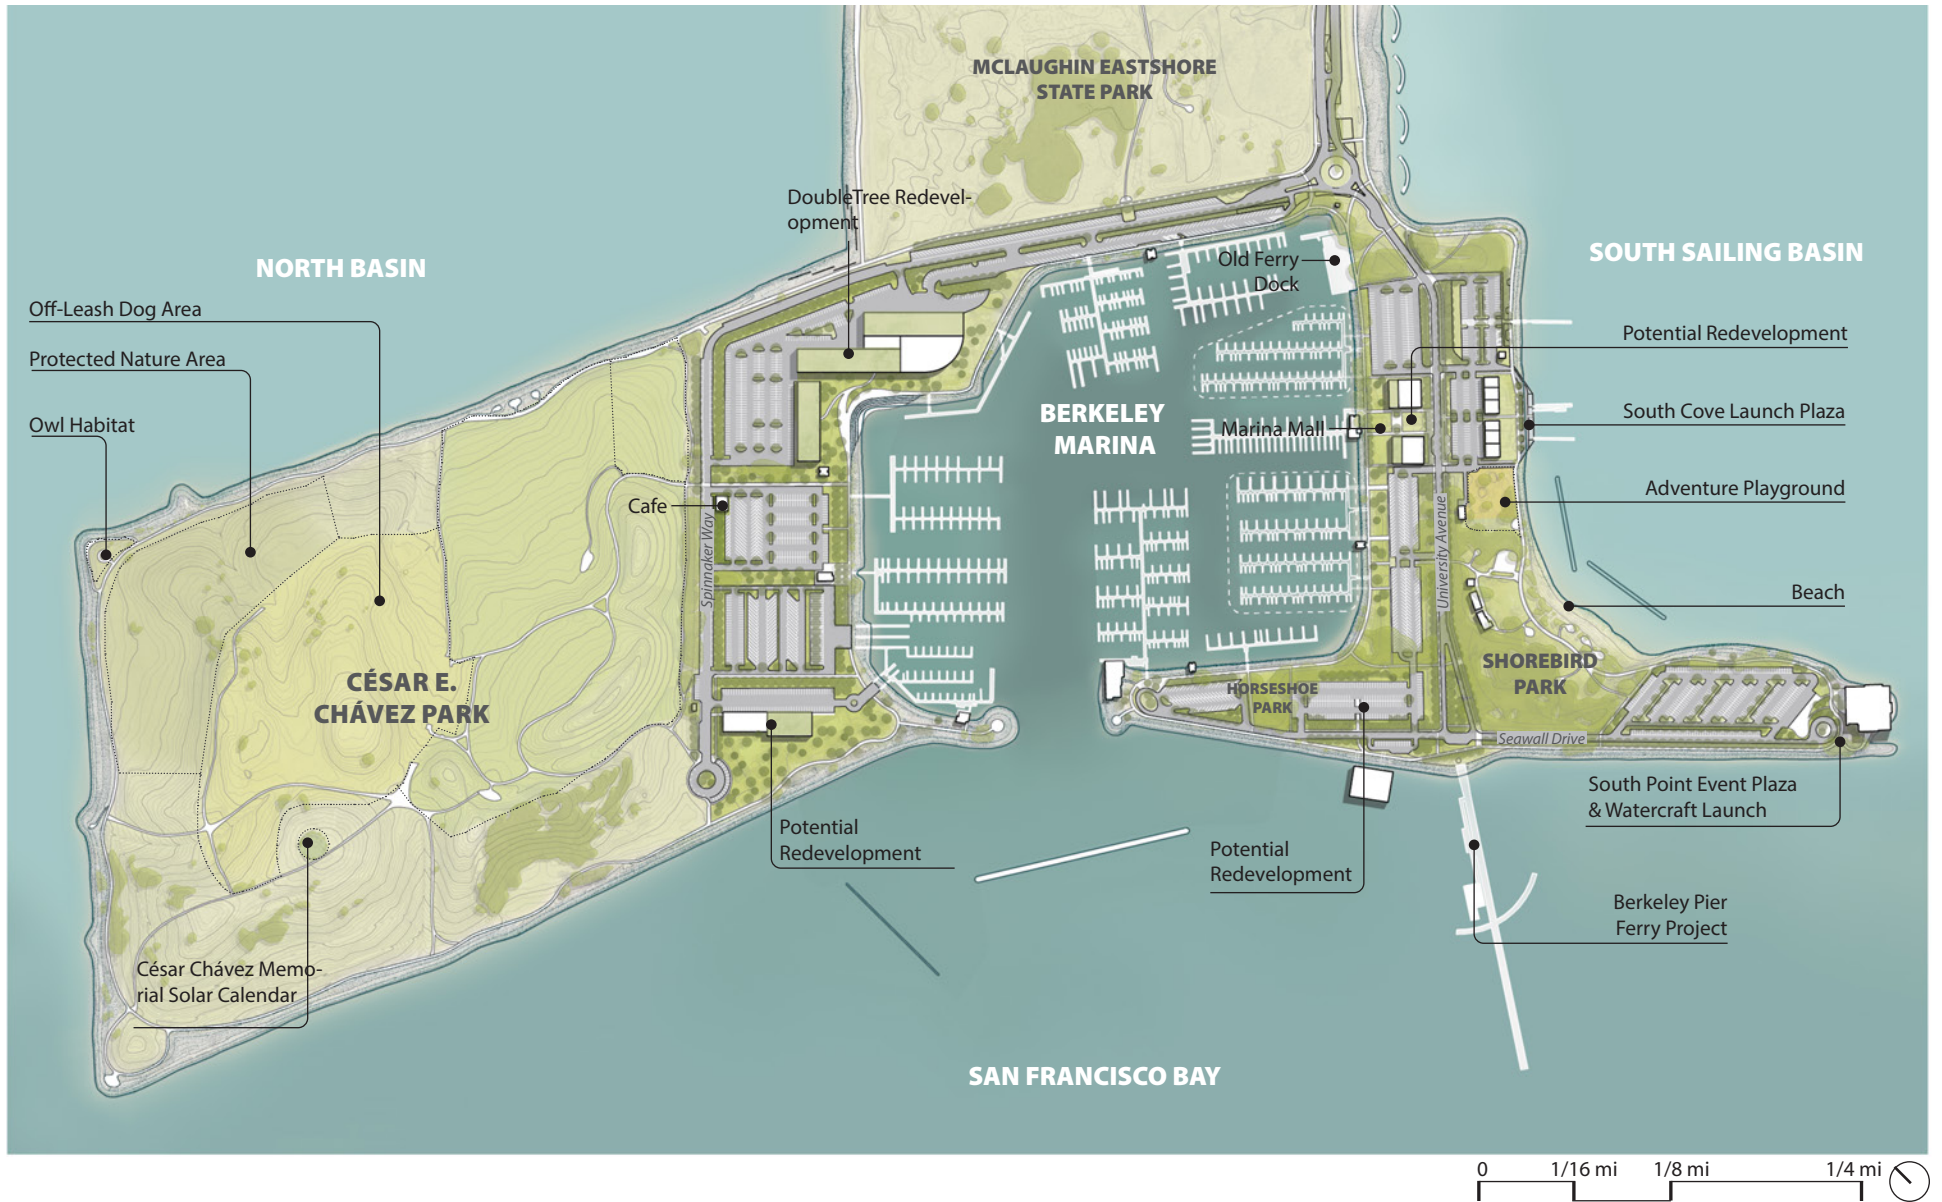 MCLAUGHIN EASTSHORE
STATE PARK
DoubleTree Redevel-
opment
NORTH BASIN
Old Ferry
Dock
SOUTH SAILING BASIN
Off-Leash Dog Area
Potential Redevelopment
Protected Nature Area
BERKELEY
MARINA
South Cove Launch Plaza
Owl Habitat
Marina Mall
Adventure Playground
Cafe
Spinnaker Way
University Avenue
Beach
CÉSAR E.
CHÁVEZ PARK
SHOREBIRD
PARK
HORSESHOE
PARK
Seawall Drive
South Point Event Plaza
& Watercraft Launch
Potential
Redevelopment
Potential
Redevelopment
Berkeley Pier
Ferry Project
César Chávez Memo-
rial Solar Calendar
SAN FRANCISCO BAY
0 1/16 mi 1/8 mi 1/4 mi